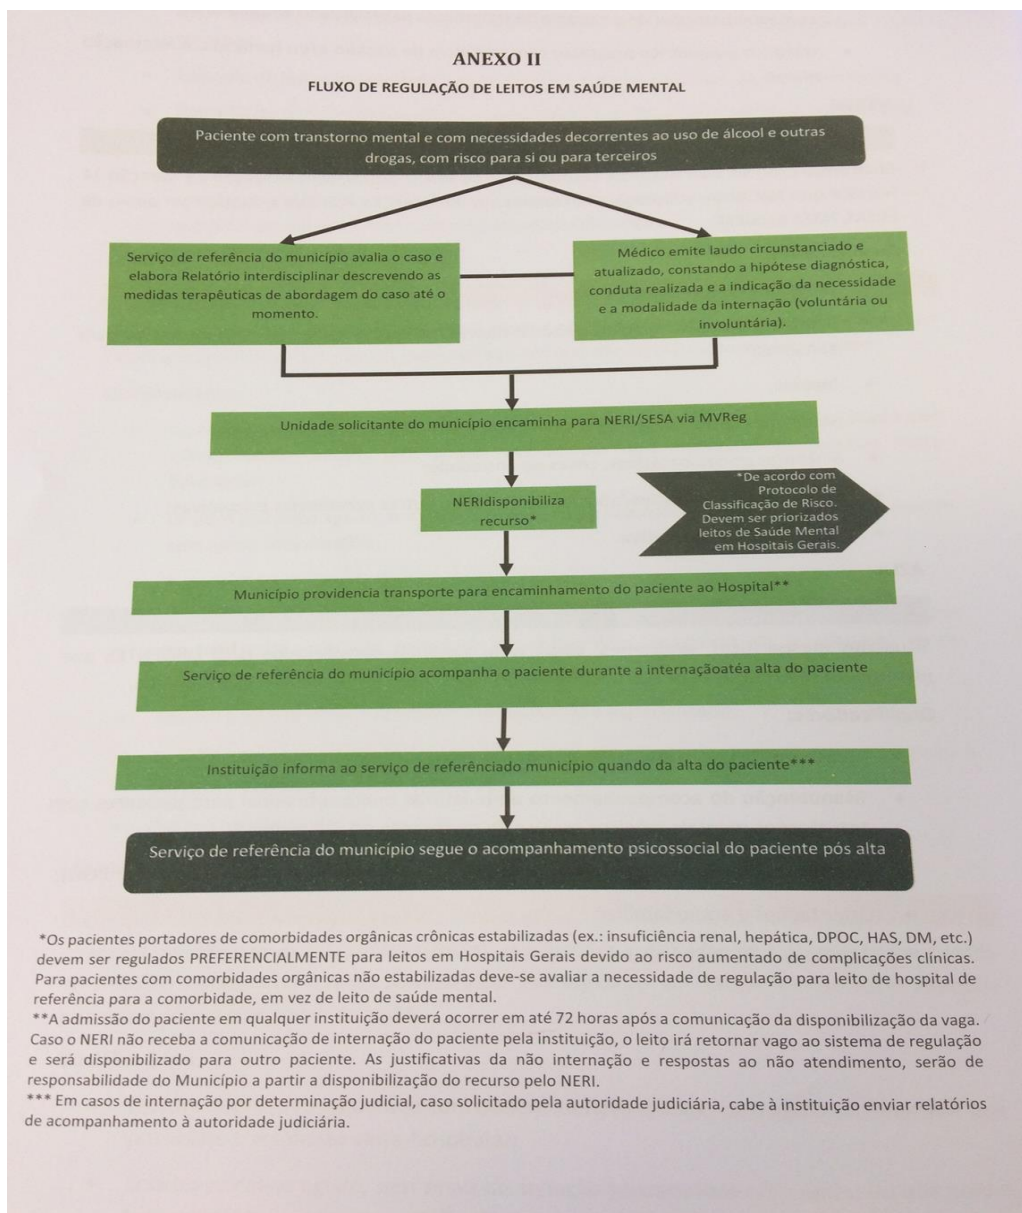 ANEXO II
FLUXO DE REGULAÇÃO DE LEITOS EM SAÚDE MENTAL
Paciente com transtorno mental e com necessidades decorrentes ao uso de álcool e outras
drogas, com risco para si ou para terceiros
Serviço de referência do município avalia o caso e
elabora Relatório interdisciplinar descrevendo as
medidas terapêuticas de abordagem do caso até o
momento.
Médico emite laudo circunstanciado e
atualizado, constando a hipótese diagnóstica,
conduta realizada e a indicação da necessidade
e a modalidade da internação (voluntária ou
involuntária).
Unidade solicitante do município encaminha para NERI/SESA via MVReg
NERIdisponibiliza
recurso*
*De acordo com
Protocolo de
Classificação de Risco.
Devem ser priorizados
leitos de Saúde Mental
em Hospitais Gerais.
Município providencia transporte para encaminhamento do paciente ao Hospital**
Serviço de referência do município acompanha o paciente durante a internaçãoatéa alta do paciente
Instituição informa ao serviço de referênciado município quando da alta do paciente***
Serviço de referência do município segue o acompanhamento psicossocial do paciente pós alta
*Os pacientes portadores de comorbidades orgânicas crônicas estabilizadas (ex.: insuficiência renal, hepática, DPOC, HAS, DM, etc.)
devem ser regulados PREFERENCIALMENTE para leitos em Hospitais Gerais devido ao risco aumentado de complicações clínicas.
Para pacientes com comorbidades orgânicas não estabilizadas deve-se avaliar a necessidade de regulação para leito de hospital de
referência para a comorbidade, em vez de leito de saúde mental.
**A admissão do paciente em qualquer instituição deverá ocorrer em até 72 horas após a comunicação da disponibilização da vaga.
Caso o NERI não receba a comunicação de internação do paciente pela instituição, o leito irá retornar vago ao sistema de regulação
e será disponibilizado para outro paciente. As justificativas da não internação e respostas ao não atendimento, serão de
responsabilidade do Município a partir a disponibilização do recurso pelo NERI.
*** Em casos de internação por determinação judicial, caso solicitado pela autoridade judiciária, cabe à instituição enviar relatórios
de acompanhamento à autoridade judiciária.